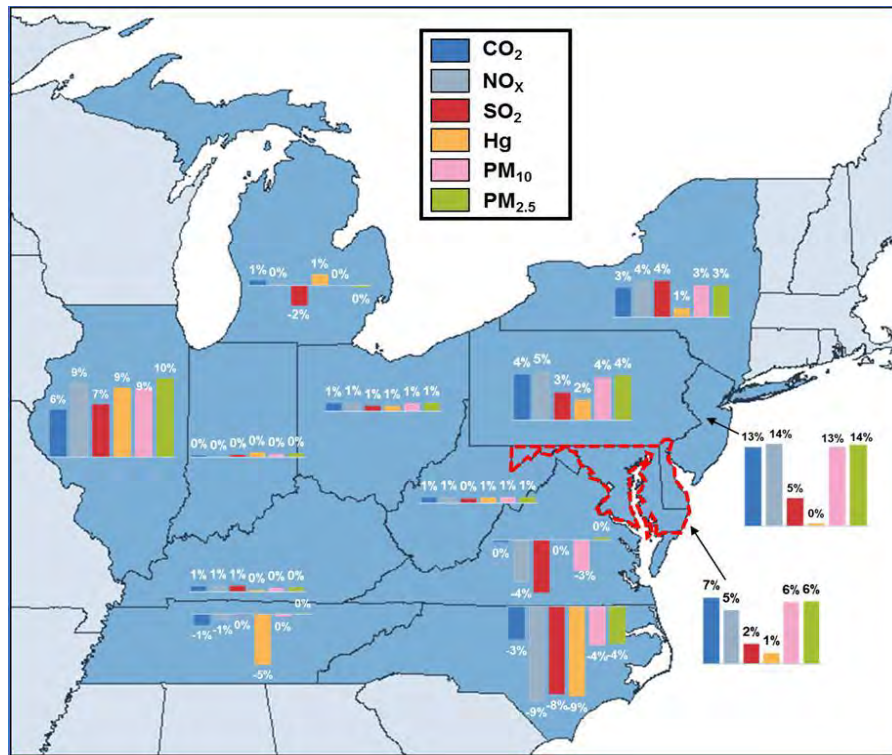 CO₂
NOₓ
SO₂
Hg
PM₁₀
PM₂.₅
1% 0% 1% 0%
-2% 0%
3% 4% 4% 1% 3% 3%
6% 9% 7% 9% 9% 10%
4% 5% 3% 2% 4% 4%
1% 1% 1% 1% 1% 1%
0% 0% 0% 0% 0% 0%
13% 14% 5% 0% 13% 14%
1% 1% 0% 1% 1% 1%
0% -4% 0% -3% 0%
1% 1% 1% 0% 0% 0%
-1% -1% 0% -5% 0% 0%
7% 5% 2% 1% 6% 6%
-3% -9% -8% -9% -4% -4%